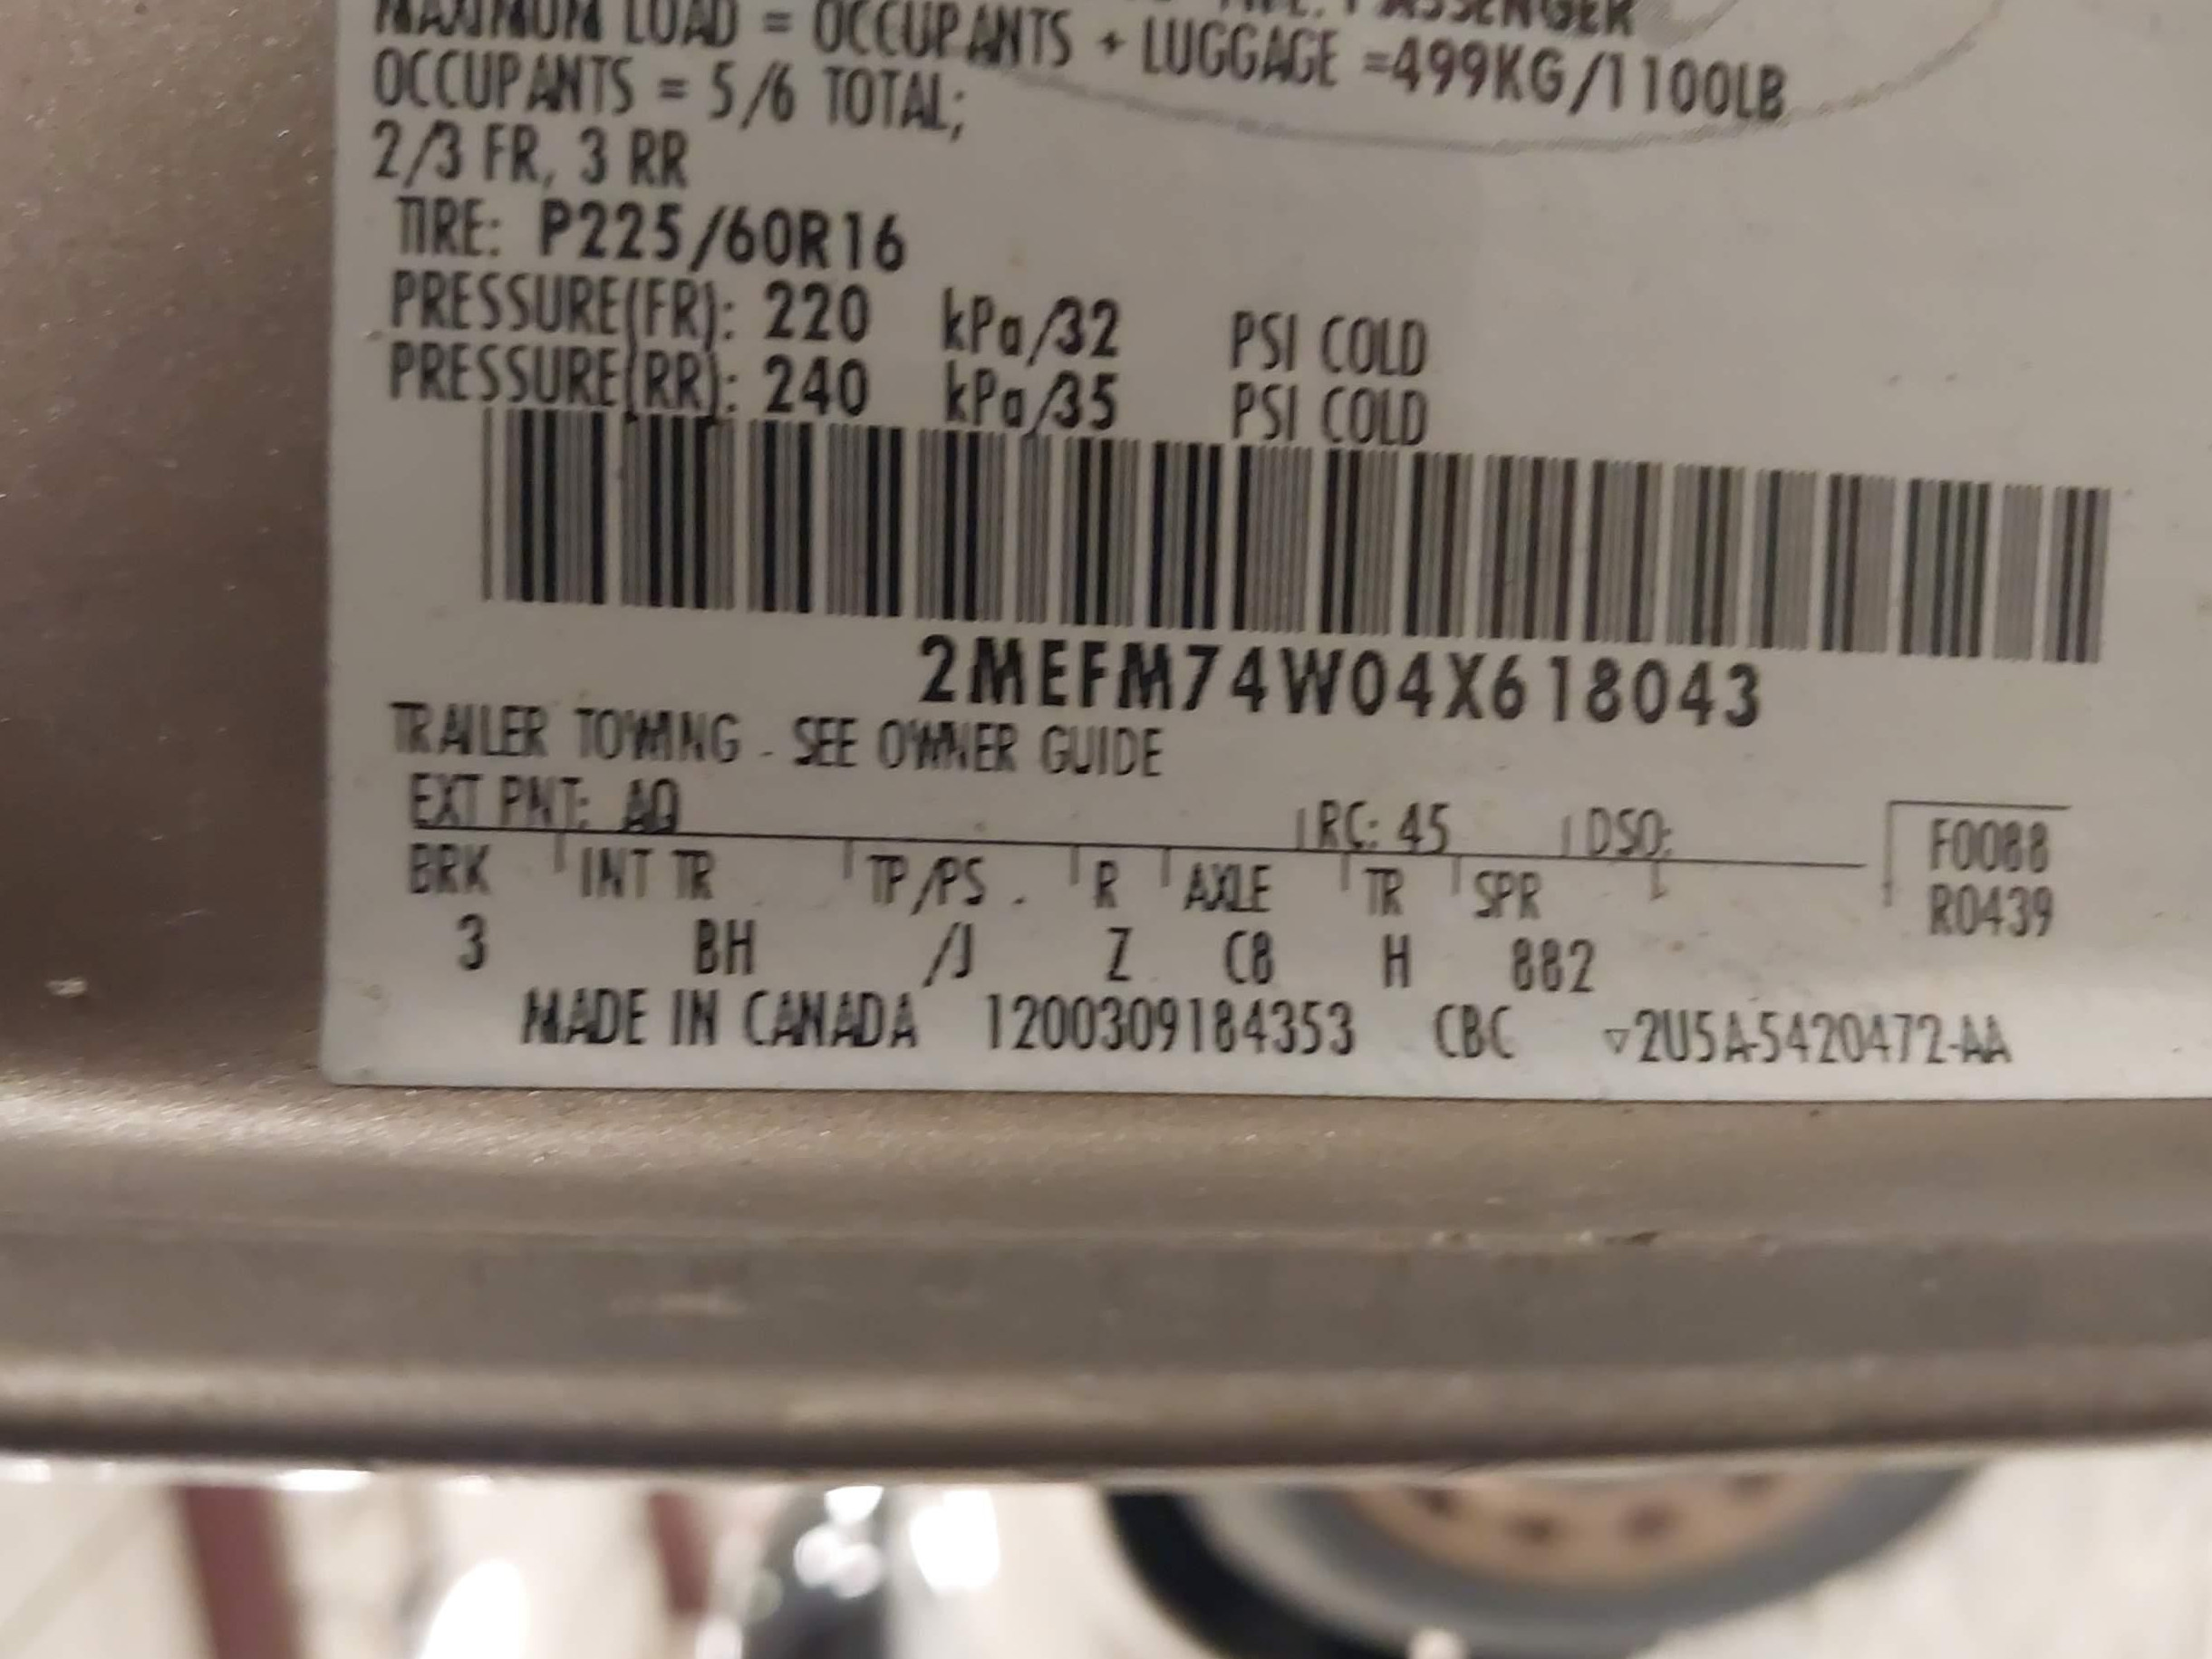 TYPE: PASSENGER
MAXIMUM LOAD = OCCUPANTS + LUGGAGE =499KG/1100LB
OCCUPANTS = 5/6 TOTAL;
2/3 FR, 3 RR
TIRE: P225/60R16
PRESSURE(FR): 220 kPa/32 PSI COLD
PRESSURE(RR): 240 kPa/35 PSI COLD
2MEFM74W04X618043
TRAILER TOWING - SEE OWNER GUIDE
EXT PNT: AQ RC: 45 DSO:
F0088
BRK INT TR TP/PS R AXLE TR SPR
R0439
3 BH /J Z C8 H 882
MADE IN CANADA 1200309184353 CBC ▽2U5A-5420472-AA